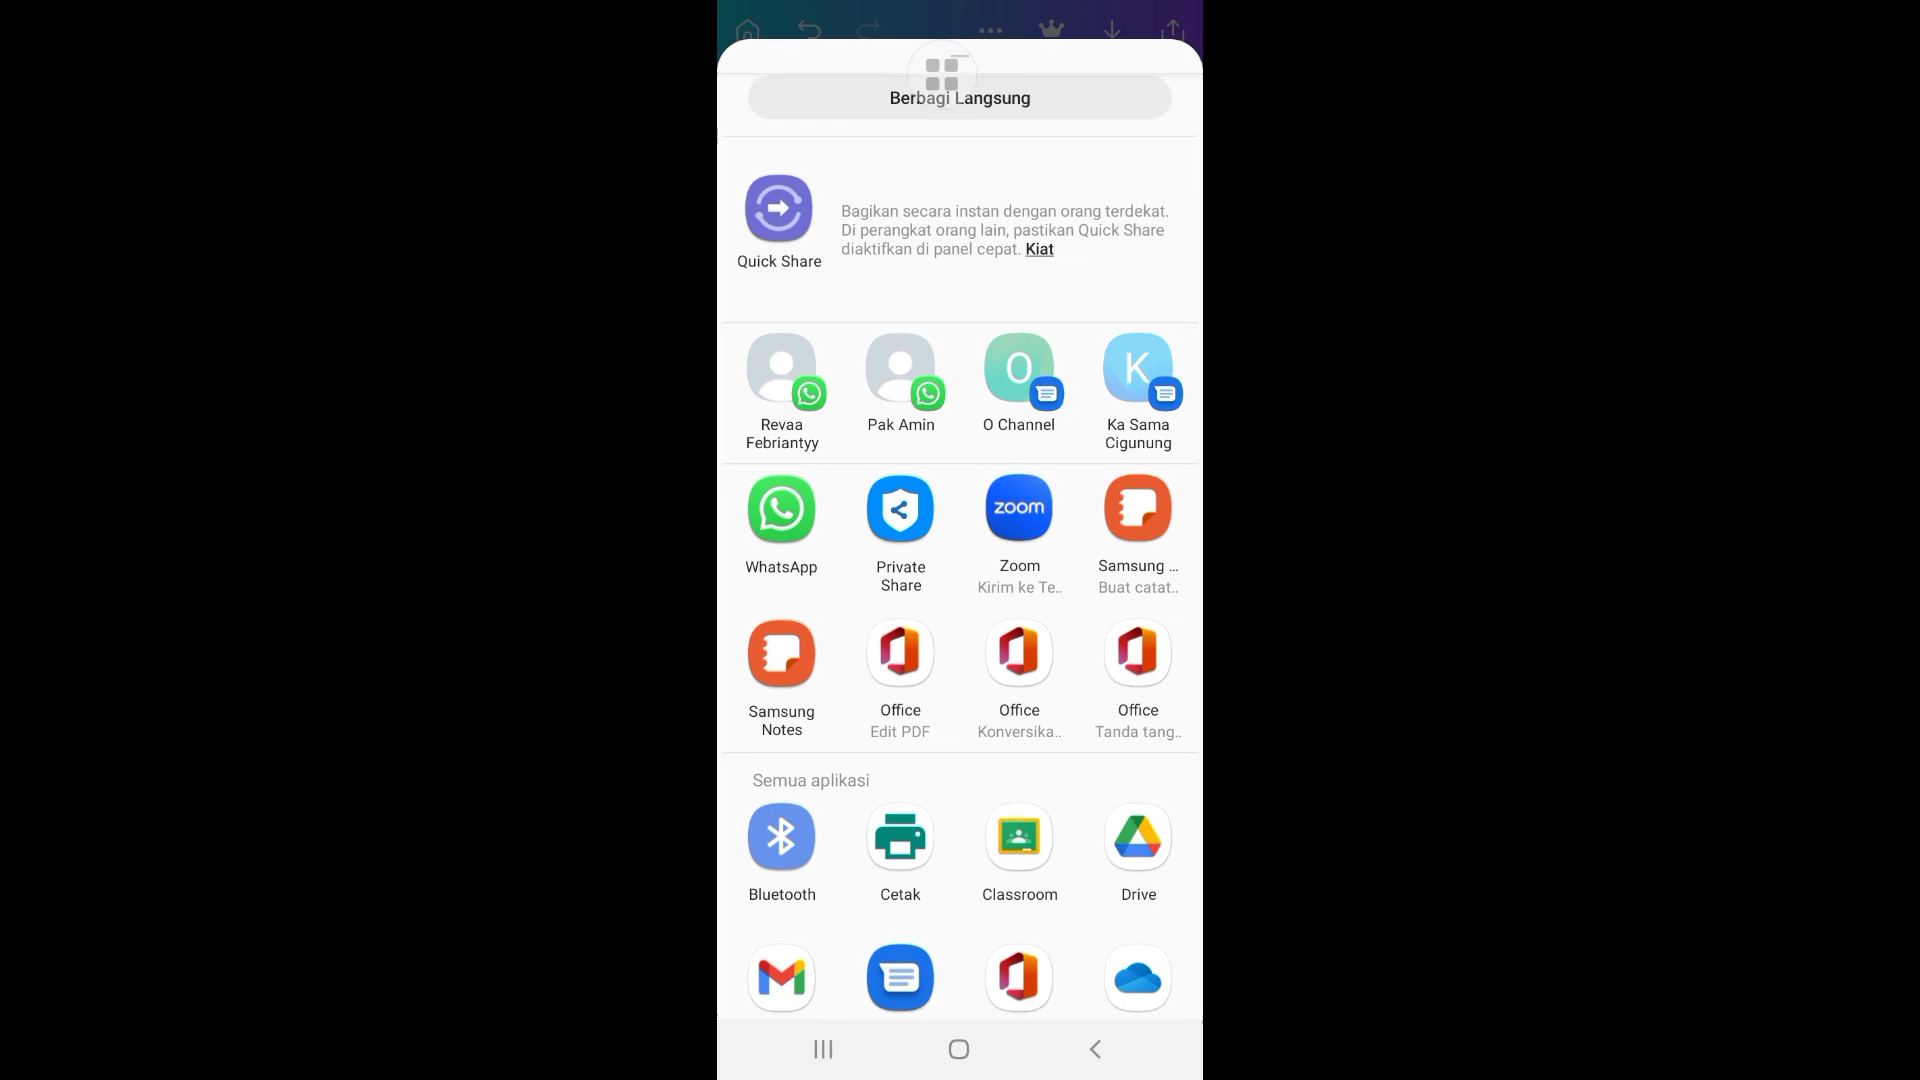 Berbagi Langsung
Bagikan secara instan dengan orang terdekat.
Di perangkat orang lain, pastikan Quick Share
diaktifkan di panel cepat. Kiat
Quick Share
O
K
Revaa
Febriantyy
Pak Amin
O Channel
Ka Sama
Cigunung
zoom
WhatsApp
Private
Share
Zoom
Kirim ke Te..
Samsung ...
Buat catat..
Samsung
Notes
Office
Edit PDF
Office
Konversika..
Office
Tanda tang..
Semua aplikasi
Bluetooth
Cetak
Classroom
Drive